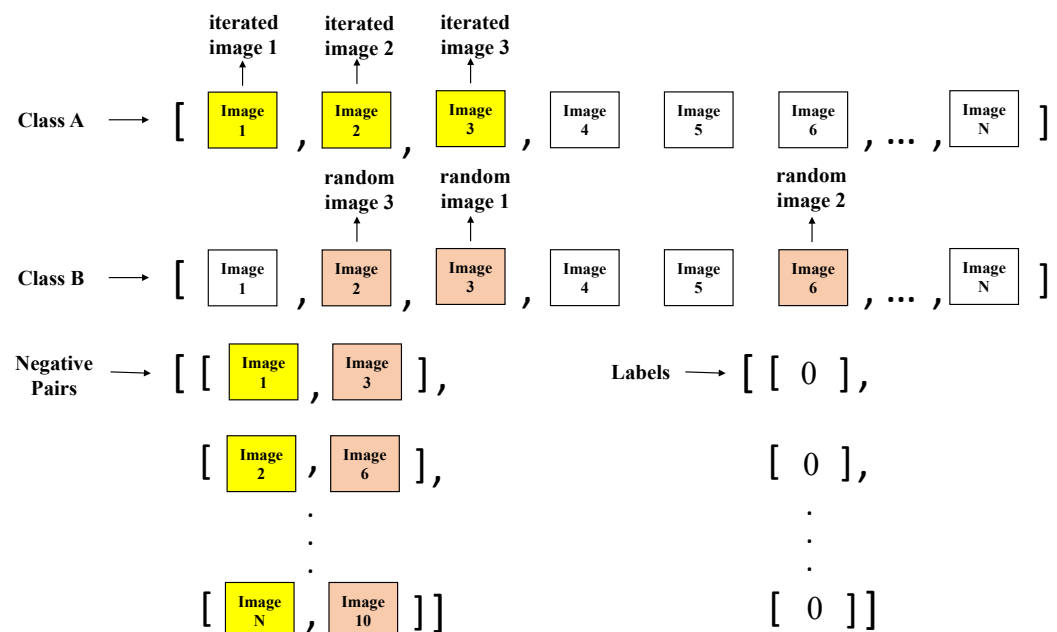 iterated iterated iterated
image 1 image 2 image 3
Class A [ Image 1 , Image 2 , Image 3 , Image 4 Image 5 Image 6 , ... , Image N ]
random random random
image 3 image 1 image 2
Class B [ Image 1 , Image 2 , Image 3 , Image 4 Image 5 Image 6 , ... , Image N ]
Negative Pairs [ [ Image 1 , Image 3 ] , Labels [ [ 0 ] ,
[ Image 2 , Image 6 ] , [ 0 ] ,
. .
. .
. .
[ Image N , Image 10 ] ] [ 0 ] ]